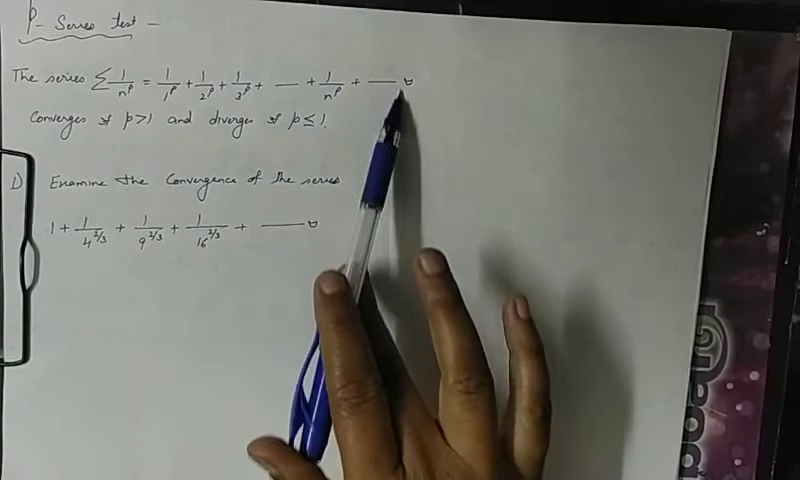 P - Series test -
The series ∑ 1/n^p = 1/1^p + 1/2^p + 1/3^p + — + 1/n^p + — ∞
Converges if p>1 and diverges if p ≤ 1.
1) Examine the Convergence of the series
1 + 1/4^2/3 + 1/9^2/3 + 1/16^2/3 + — ∞